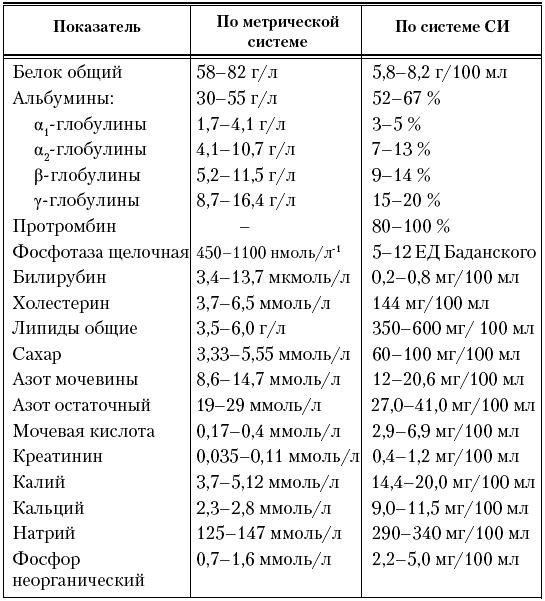 Показатель По метрической системе По системе СИ
Белок общий 58–82 г/л 5,8–8,2 г/100 мл
Альбумины: 30–55 г/л 52–67 %
α1-глобулины 1,7–4,1 г/л 3–5 %
α2-глобулины 4,1–10,7 г/л 7–13 %
β-глобулины 5,2–11,5 г/л 9–14 %
γ-глобулины 8,7–16,4 г/л 15–20 %
Протромбин – 80–100 %
Фосфотаза щелочная 450–1100 нмоль/л-1 5–12 ЕД Баданского
Билирубин 3,4–13,7 мкмоль/л 0,2–0,8 мг/100 мл
Холестерин 3,7–6,5 ммоль/л 144 мг/100 мл
Липиды общие 3,5–6,0 г/л 350–600 мг/ 100 мл
Сахар 3,33–5,55 ммоль/л 60–100 мг/100 мл
Азот мочевины 8,6–14,7 ммоль/л 12–20,6 мг/100 мл
Азот остаточный 19–29 ммоль/л 27,0–41,0 мг/100 мл
Мочевая кислота 0,17–0,4 ммоль/л 2,9–6,9 мг/100 мл
Креатинин 0,035–0,11 ммоль/л 0,4–1,2 мг/100 мл
Калий 3,7–5,12 ммоль/л 14,4–20,0 мг/100 мл
Кальций 2,3–2,8 ммоль/л 9,0–11,5 мг/100 мл
Натрий 125–147 ммоль/л 290–340 мг/100 мл
Фосфор 0,7–1,6 ммоль/л 2,2–5,0 мг/100 мл
неорганический